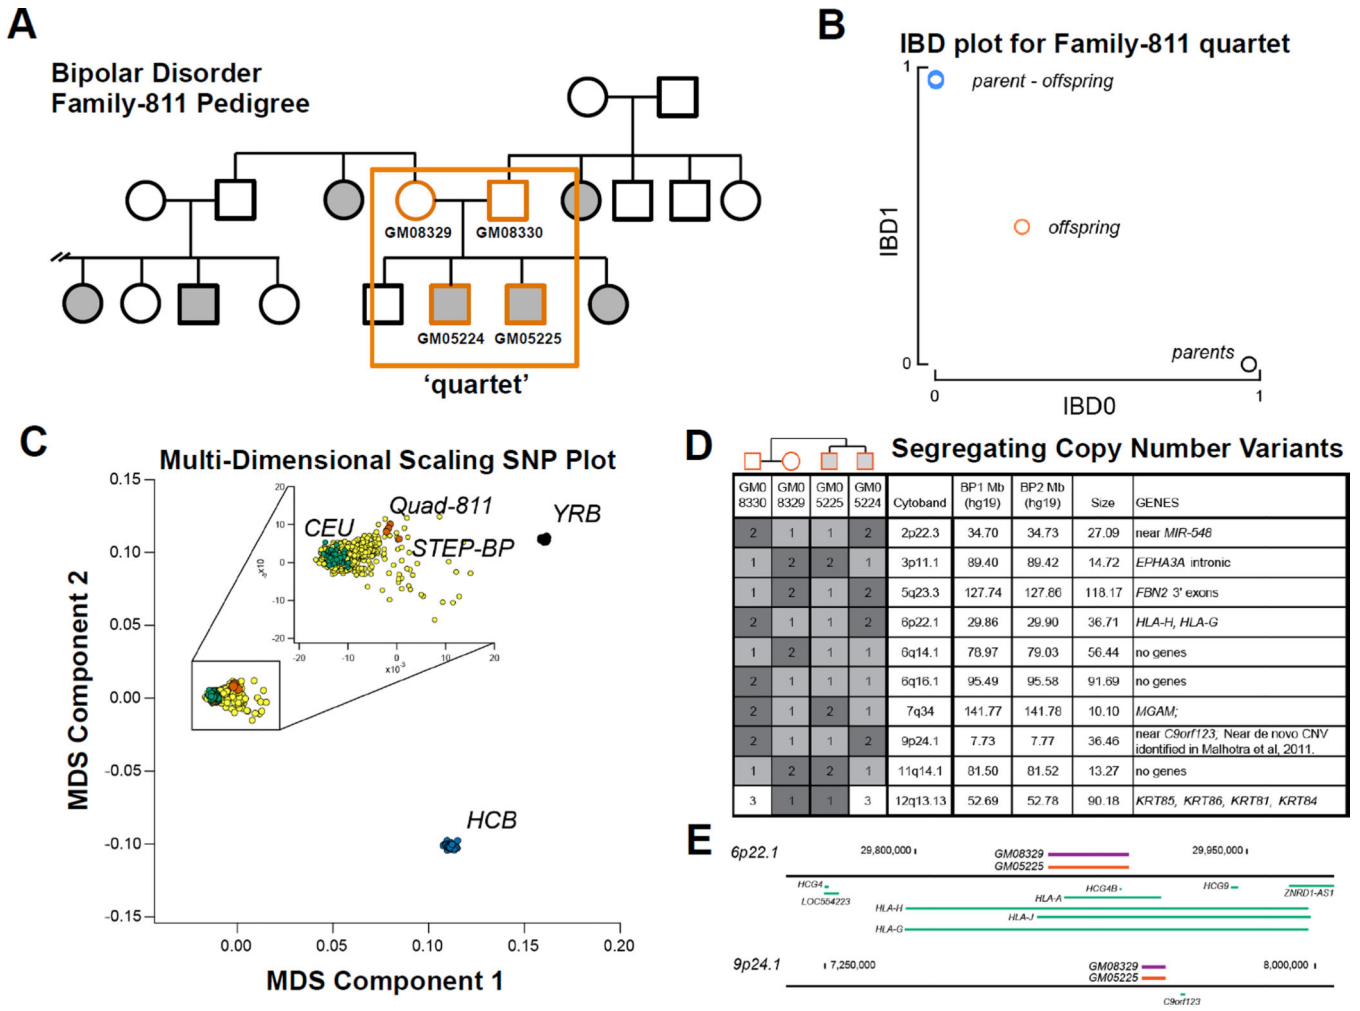 A
Bipolar Disorder
Family-811 Pedigree
GM08329 GM08330
GM05224 GM05225
‘quartet’
B
IBD plot for Family-811 quartet
1
parent - offspring
offspring
IBD1
parents
0
0 1
IBD0
C
Multi-Dimensional Scaling SNP Plot
0.15
0.10
0.05
0.00
-0.05
-0.10
-0.15
MDS Component 2
20
10
0
-10
-20
-20 -10 0 10 20
x10⁻³
CEU
Quad-811
STEP-BP
YRB
HCB
0.00 0.05 0.10 0.15 0.20
MDS Component 1
D
Segregating Copy Number Variants
GM0 8330 GM0 8329 GM0 5225 GM0 5224 Cytoband BP1 Mb (hg19) BP2 Mb (hg19) Size GENES
2 1 1 2 2p22.3 34.70 34.73 27.09 near MIR-548
1 2 2 1 3p11.1 89.40 89.42 14.72 EPHA3A intronic
1 2 1 2 5q23.3 127.74 127.86 118.17 FBN2 3' exons
2 1 1 2 6p22.1 29.86 29.90 36.71 HLA-H, HLA-G
1 2 1 1 6q14.1 78.97 79.03 56.44 no genes
2 1 1 1 6q16.1 95.49 95.58 91.69 no genes
2 1 2 1 7q34 141.77 141.78 10.10 MGAM;
2 1 1 2 9p24.1 7.73 7.77 36.46 near C9orf123; Near de novo CNV
identified in Malhotra et al, 2011.
1 2 2 1 11q14.1 81.50 81.52 13.27 no genes
3 1 1 3 12q13.13 52.69 52.78 90.18 KRT85, KRT86, KRT81, KRT84
E
6p22.1
29,800,000 29,950,000
GM08329
GM05225
HCG4 HCG4B HCG9
LOC554223 HLA-A ZNRD1-AS1
HLA-H
HLA-J
HLA-G
9p24.1
7,250,000 8,000,000
GM08329
GM05225
C9orf123